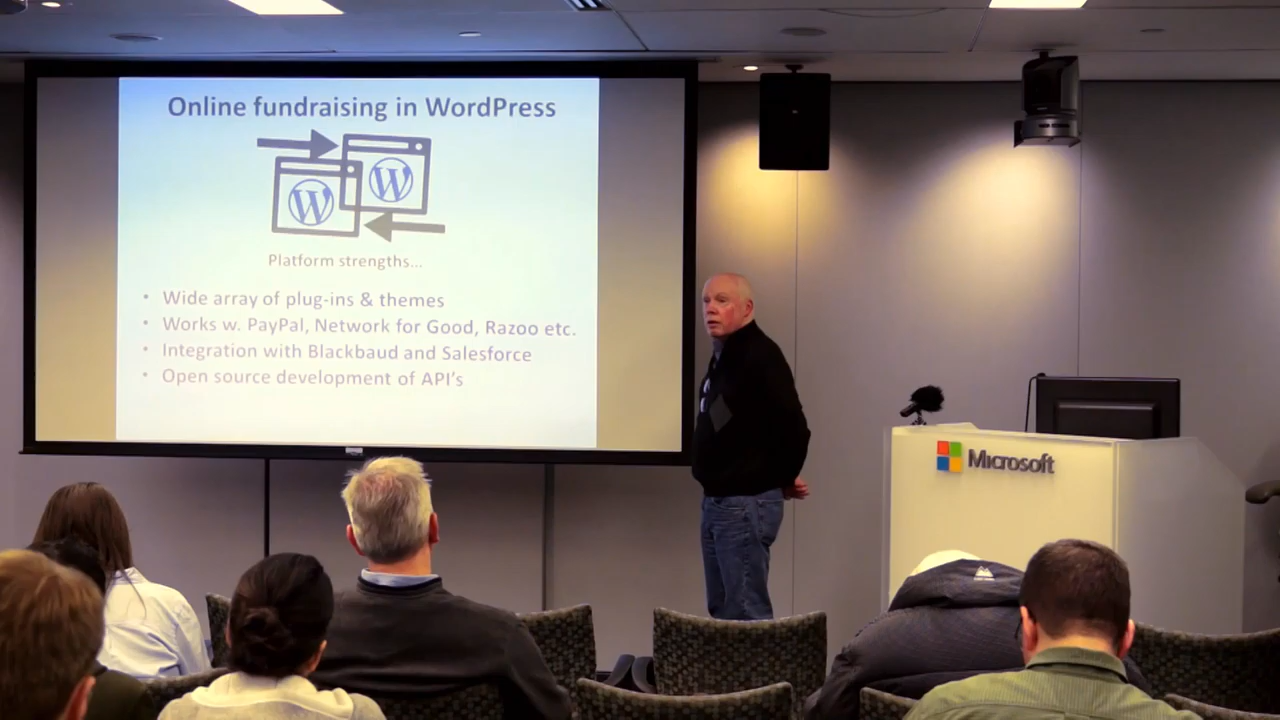 Online fundraising in WordPress
W
W
Platform strengths...
• Wide array of plug-ins & themes
• Works w. PayPal, Network for Good, Razoo etc.
• Integration with Blackbaud and Salesforce
• Open source development of API's
Microsoft